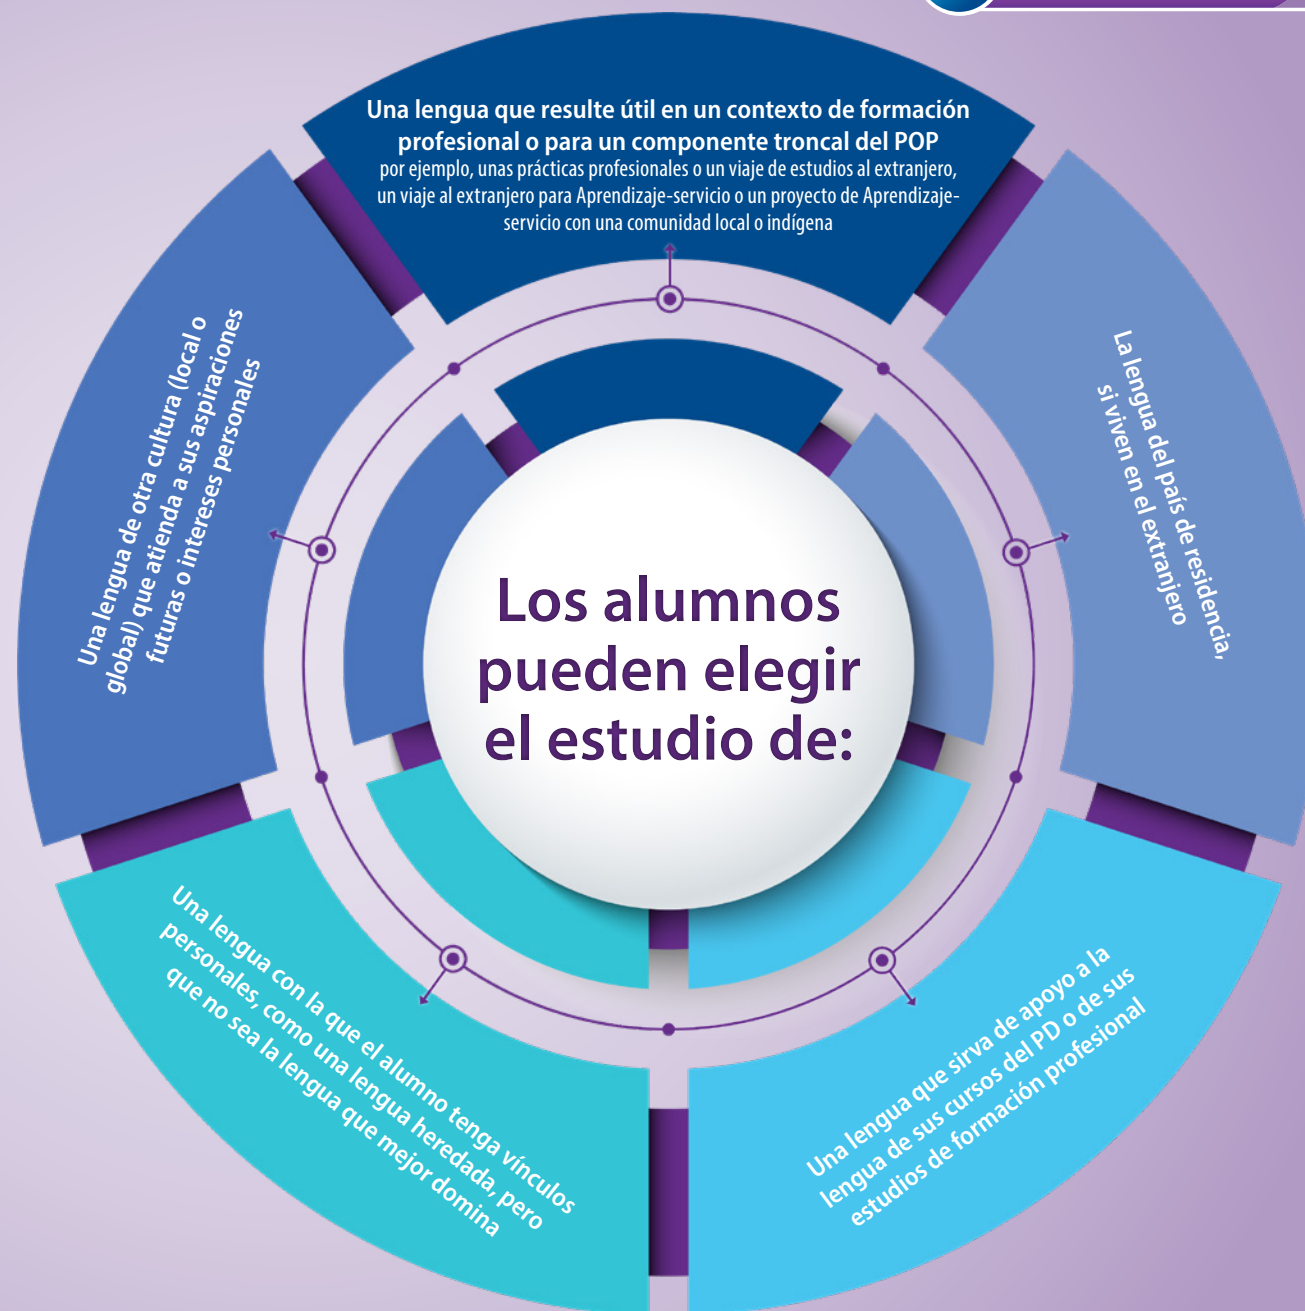 Una lengua que resulte útil en un contexto de formación
profesional o para un componente troncal del POP
por ejemplo, unas prácticas profesionales o un viaje de estudios al extranjero,
un viaje al extranjero para Aprendizaje-servicio o un proyecto de Aprendizaje-
servicio con una comunidad local o indígena
La lengua del país de residencia,
si viven en el extranjero
Una lengua que sirva de apoyo a la
lengua de sus cursos del PD o de sus
estudios de formación profesional
Una lengua con la que el alumno tenga vínculos
personales, como una lengua heredada, pero
que no sea la lengua que mejor domina
Una lengua de otra cultura (local o
global) que atienda a sus aspiraciones
futuras o intereses personales
Los alumnos
pueden elegir
el estudio de: